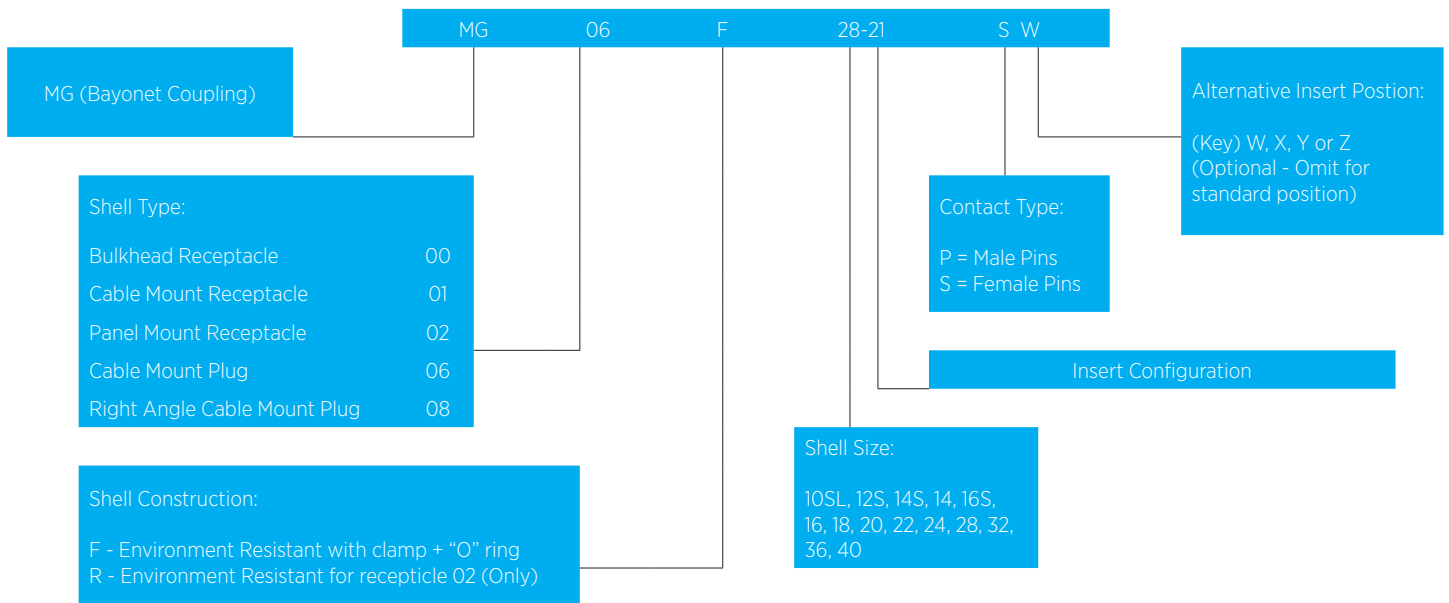 MG 06 F 28-21 S W
MG (Bayonet Coupling)
Alternative Insert Postion:
(Key) W, X, Y or Z
(Optional - Omit for
standard position)
Shell Type:
Bulkhead Receptacle 00
Cable Mount Receptacle 01
Panel Mount Receptacle 02
Cable Mount Plug 06
Right Angle Cable Mount Plug 08
Contact Type:
P = Male Pins
S = Female Pins
Insert Configuration
Shell Size:
10SL, 12S, 14S, 14, 16S,
16, 18, 20, 22, 24, 28, 32,
36, 40
Shell Construction:
F - Environment Resistant with clamp + “O” ring
R - Environment Resistant for recepticle 02 (Only)